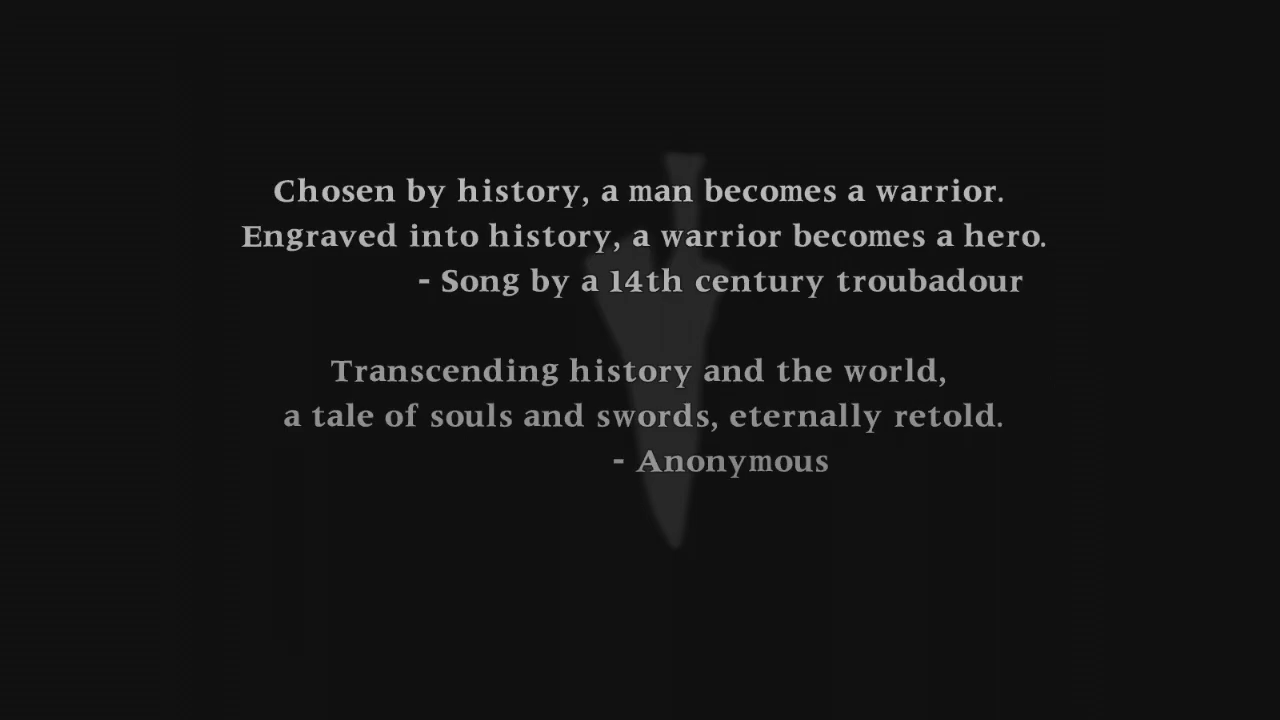 Chosen by history, a man becomes a warrior.
Engraved into history, a warrior becomes a hero.
- Song by a 14th century troubadour
Transcending history and the world,
a tale of souls and swords, eternally retold.
- Anonymous